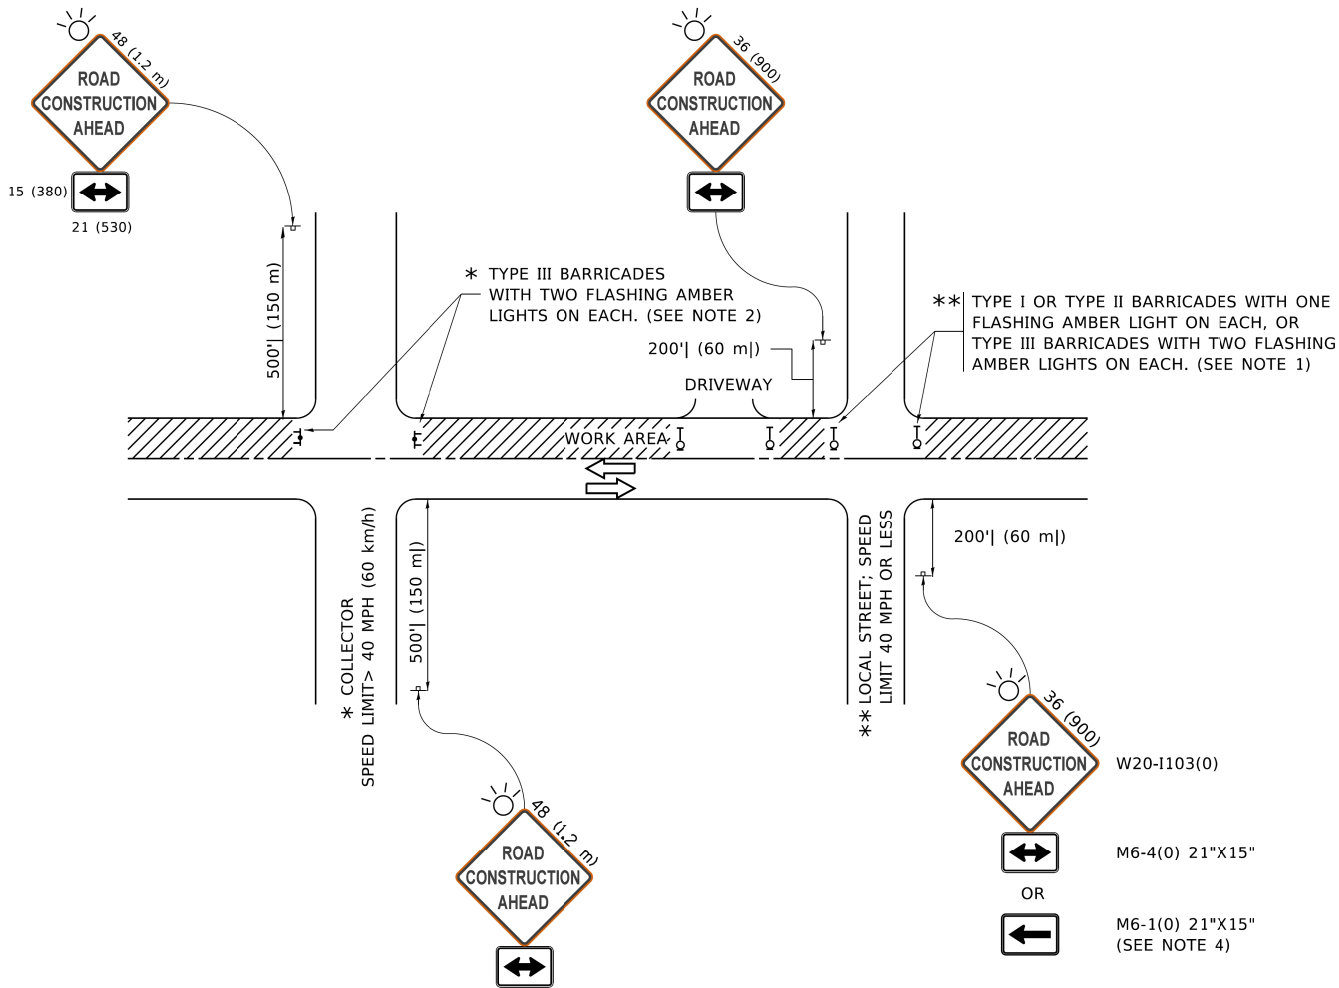 48 (1.2 m)
ROAD
CONSTRUCTION
AHEAD
15 (380)
21 (530)
36 (900)
ROAD
CONSTRUCTION
AHEAD
500'| (150 m)
* TYPE III BARRICADES
WITH TWO FLASHING AMBER
LIGHTS ON EACH. (SEE NOTE 2)
200'| (60 m|)
DRIVEWAY
** TYPE I OR TYPE II BARRICADES WITH ONE
FLASHING AMBER LIGHT ON EACH, OR
TYPE III BARRICADES WITH TWO FLASHING
AMBER LIGHTS ON EACH. (SEE NOTE 1)
WORK AREA
* COLLECTOR
SPEED LIMIT> 40 MPH (60 km/h)
500'| (150 m|)
** LOCAL STREET; SPEED
LIMIT 40 MPH OR LESS
200'| (60 m|)
48 (1.2 m)
ROAD
CONSTRUCTION
AHEAD
36 (900)
ROAD
CONSTRUCTION
AHEAD
W20-I103(0)
M6-4(0) 21"X15"
OR
M6-1(0) 21"X15"
(SEE NOTE 4)